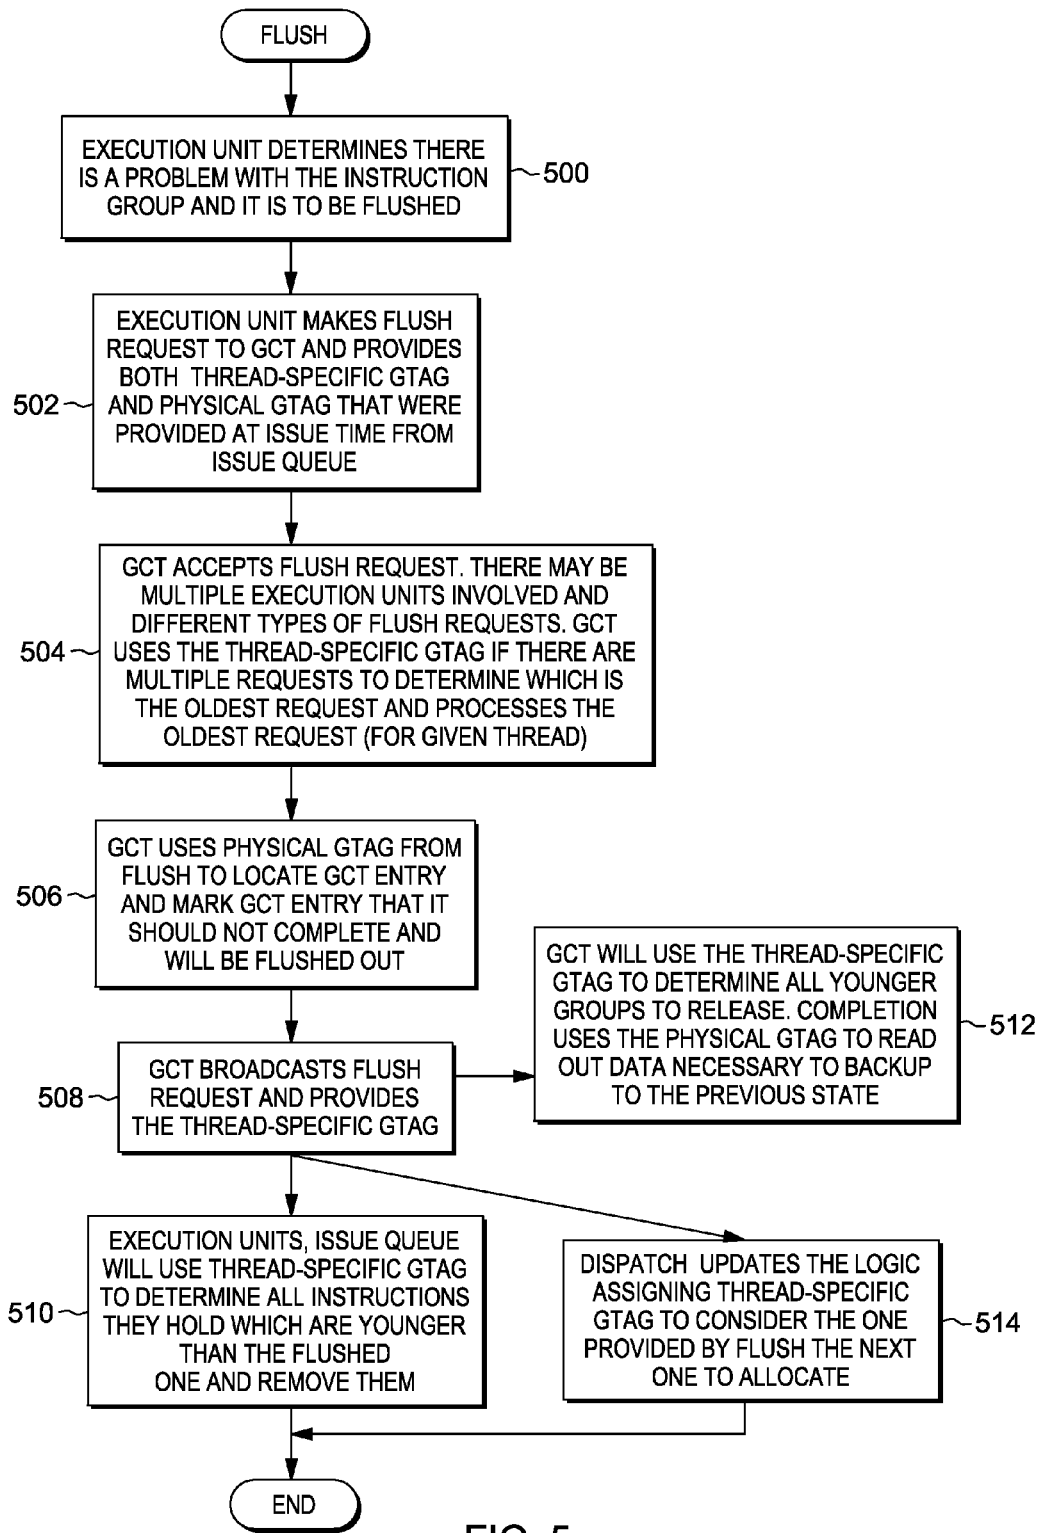 FLUSH
EXECUTION UNIT DETERMINES THERE
IS A PROBLEM WITH THE INSTRUCTION
GROUP AND IT IS TO BE FLUSHED
500
EXECUTION UNIT MAKES FLUSH
REQUEST TO GCT AND PROVIDES
BOTH THREAD-SPECIFIC GTAG
AND PHYSICAL GTAG THAT WERE
PROVIDED AT ISSUE TIME FROM
ISSUE QUEUE
502
GCT ACCEPTS FLUSH REQUEST. THERE MAY BE
MULTIPLE EXECUTION UNITS INVOLVED AND
DIFFERENT TYPES OF FLUSH REQUESTS. GCT
USES THE THREAD-SPECIFIC GTAG IF THERE ARE
MULTIPLE REQUESTS TO DETERMINE WHICH IS
THE OLDEST REQUEST AND PROCESSES THE
OLDEST REQUEST (FOR GIVEN THREAD)
504
GCT USES PHYSICAL GTAG FROM
FLUSH TO LOCATE GCT ENTRY
AND MARK GCT ENTRY THAT IT
SHOULD NOT COMPLETE AND
WILL BE FLUSHED OUT
506
GCT WILL USE THE THREAD-SPECIFIC
GTAG TO DETERMINE ALL YOUNGER
GROUPS TO RELEASE. COMPLETION
USES THE PHYSICAL GTAG TO READ
OUT DATA NECESSARY TO BACKUP
TO THE PREVIOUS STATE
512
GCT BROADCASTS FLUSH
REQUEST AND PROVIDES
THE THREAD-SPECIFIC GTAG
508
EXECUTION UNITS, ISSUE QUEUE
WILL USE THREAD-SPECIFIC GTAG
TO DETERMINE ALL INSTRUCTIONS
THEY HOLD WHICH ARE YOUNGER
THAN THE FLUSHED
ONE AND REMOVE THEM
510
DISPATCH UPDATES THE LOGIC
ASSIGNING THREAD-SPECIFIC
GTAG TO CONSIDER THE ONE
PROVIDED BY FLUSH THE NEXT
ONE TO ALLOCATE
514
END
FIG. 5